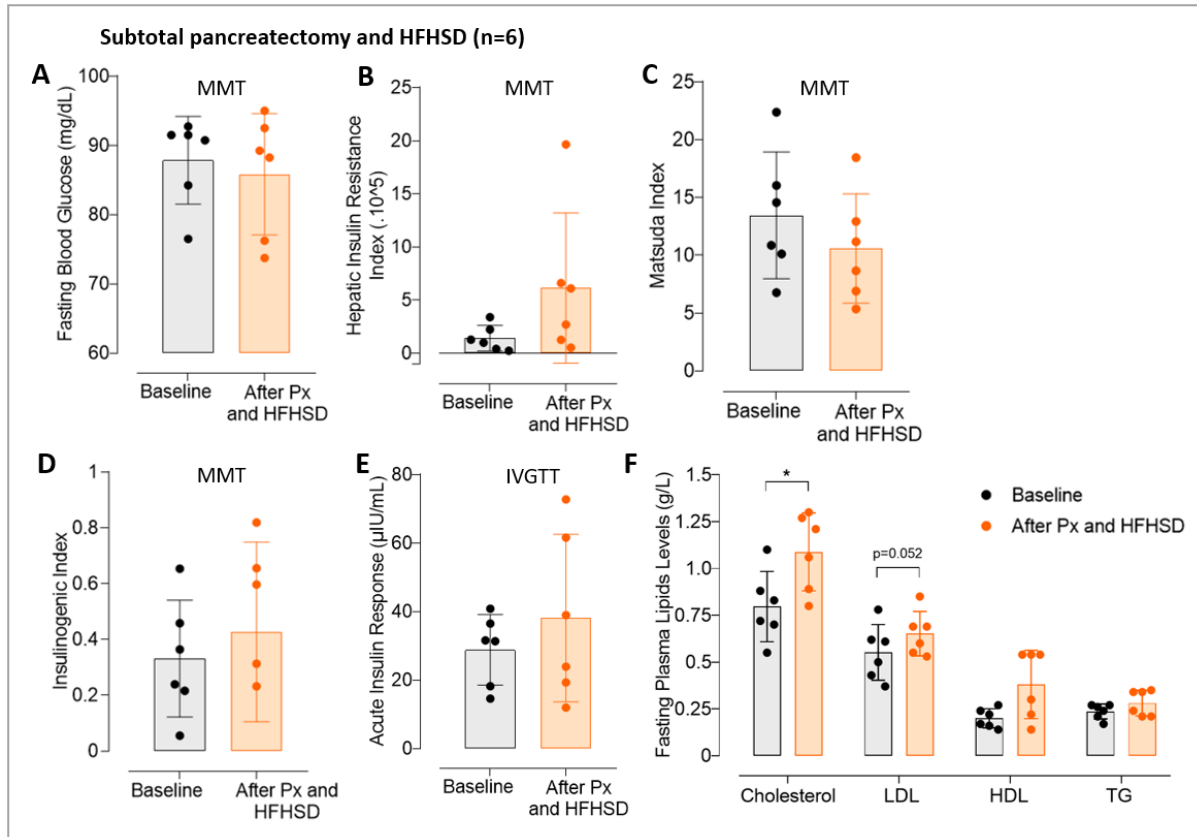 Subtotal pancreatectomy and HFHSD (n=6)
A
MMT
Fasting Blood Glucose (mg/dL)
100
90
80
70
60
Baseline
After Px
and HFHSD
B
MMT
Hepatic Insulin Resistance
Index (.10^5)
25
20
15
10
5
0
Baseline
After Px
and HFHSD
C
MMT
Matsuda Index
25
20
15
10
5
0
Baseline
After Px
and HFHSD
D
MMT
Insulinogenic Index
1
0.8
0.6
0.4
0.2
0
Baseline
After Px and
HFHSD
E
IVGTT
Acute Insulin Response (µIU/mL)
80
60
40
20
0
Baseline
After Px
and HFHSD
F
Fasting Plasma Lipids Levels (g/L)
1.5
1.25
1.0
0.75
0.5
0.25
0
*
p=0.052
Baseline
After Px and HFHSD
Cholesterol
LDL
HDL
TG